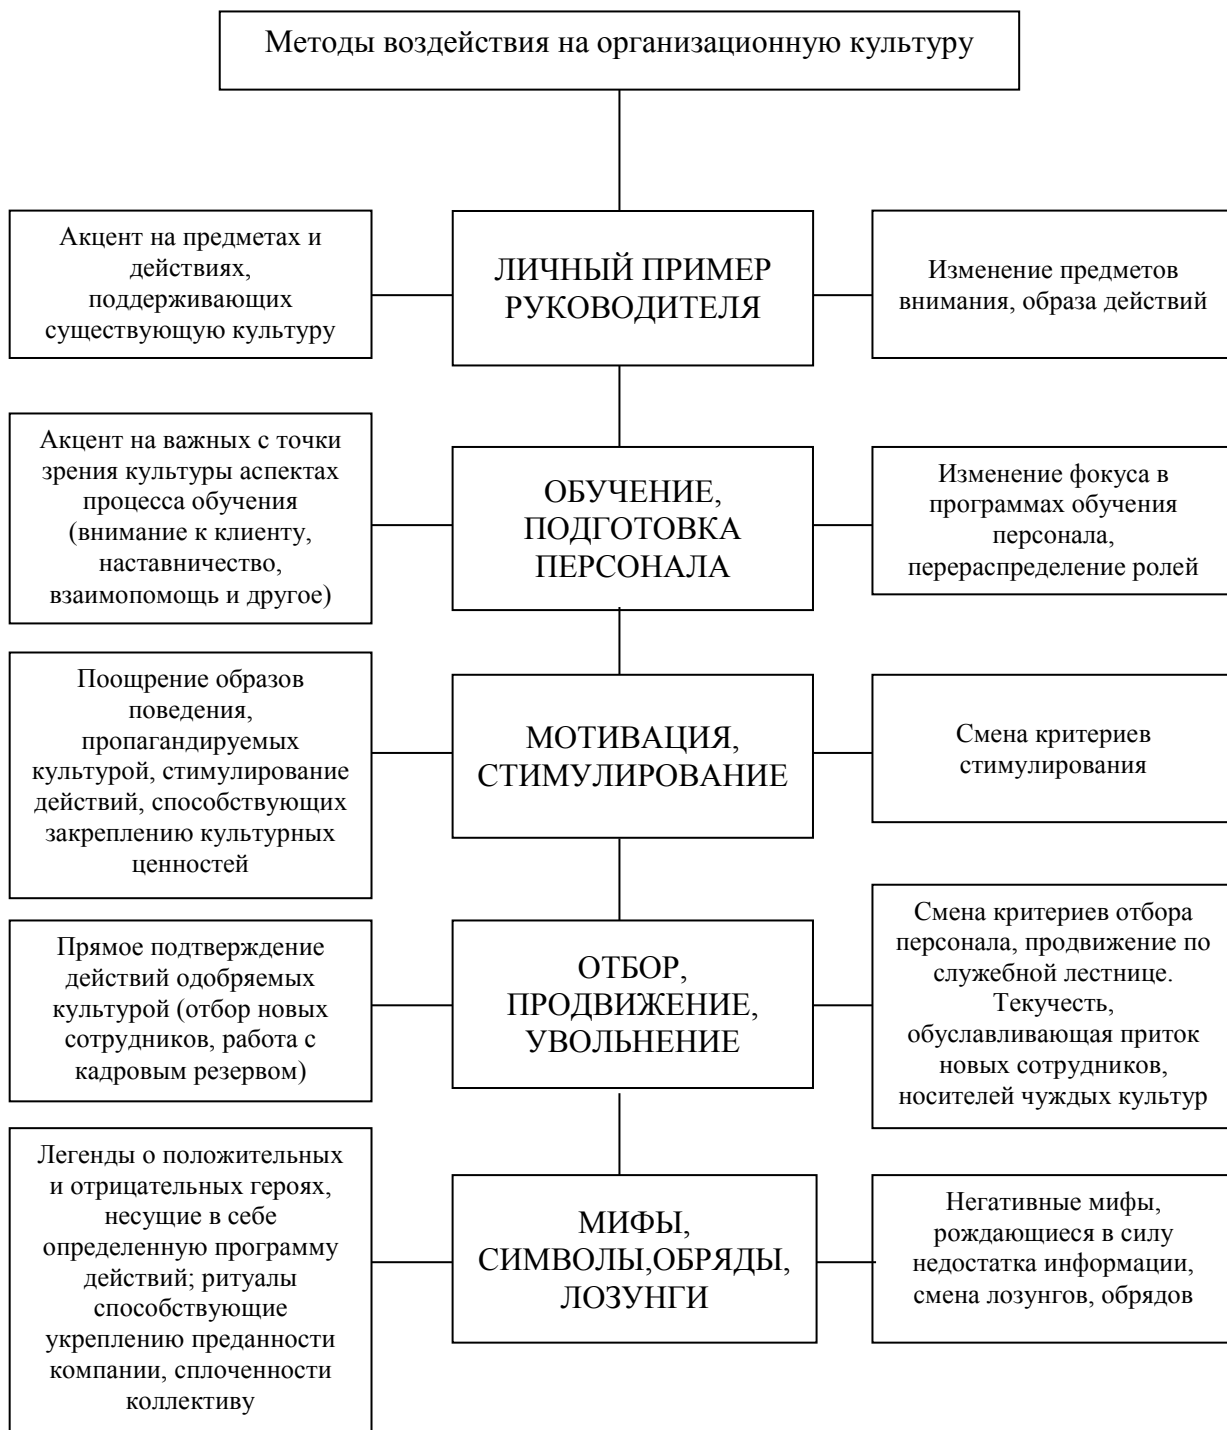 Методы воздействия на организационную культуру
Акцент на предметах и
действиях,
поддерживающих
существующую культуру
ЛИЧНЫЙ ПРИМЕР
РУКОВОДИТЕЛЯ
Изменение предметов
внимания, образа действий
Акцент на важных с точки
зрения культуры аспектах
процесса обучения
(внимание к клиенту,
наставничество,
взаимопомощь и другое)
ОБУЧЕНИЕ,
ПОДГОТОВКА
ПЕРСОНАЛА
Изменение фокуса в
программах обучения
персонала,
перераспределение ролей
Поощрение образов
поведения,
пропагандируемых
культурой, стимулирование
действий, способствующих
закреплению культурных
ценностей
МОТИВАЦИЯ,
СТИМУЛИРОВАНИЕ
Смена критериев
стимулирования
Прямое подтверждение
действий одобряемых
культурой (отбор новых
сотрудников, работа с
кадровым резервом)
ОТБОР,
ПРОДВИЖЕНИЕ,
УВОЛЬНЕНИЕ
Смена критериев отбора
персонала, продвижение по
служебной лестнице.
Текучесть,
обуславливающая приток
новых сотрудников,
носителей чуждых культур
Легенды о положительных
и отрицательных героях,
несущие в себе
определенную программу
действий; ритуалы
способствующие
укреплению преданности
компании, сплоченности
коллективу
МИФЫ,
СИМВОЛЫ,ОБРЯДЫ,
ЛОЗУНГИ
Негативные мифы,
рождающиеся в силу
недостатка информации,
смена лозунгов, обрядов